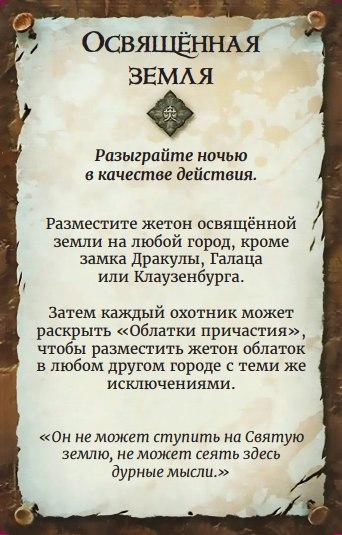 Освящённая
земля
Разыграйте ночью
в качестве действия.
Разместите жетон освящённой
земли на любой город, кроме
замка Дракулы, Галаца
или Клаузенбурга.
Затем каждый охотник может
раскрыть «Облатки причастия»,
чтобы разместить жетон облаток
в любом другом городе с теми же
исключениями.
«Он не может ступить на Святую
землю, не может сеять здесь
дурные мысли.»